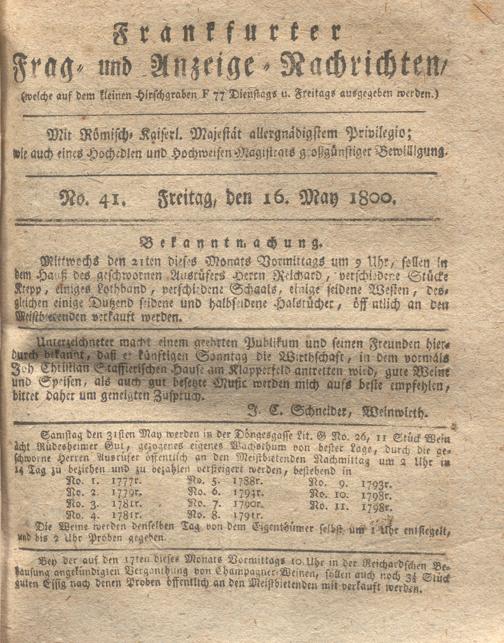 Frankfurter
Frag- und Anzeige-Nachrichten,
(welche auf dem kleinen Hirschgraben F 77 Dienstags u. Freitags ausgegeben werden.)
Mit Römisch-Kaiserl. Majestät allergnädigstem Privilegio;
wie auch eines Hochedlen und Hochweisen Magistrats großgünstiger Bewilligung.
No. 41. Freitag, den 16. May 1800.
Bekanntmachung.
Mittwochs den 21ten dieses Monats Vormittags um 9 Uhr, sollen in
dem Hauß des geschwornen Ausrüfers Herrn Reichard, verschiedene Stücke
Krepp, einiges Lothband, verschiedene Schaals, einige seidene Westen, des-
gleichen einige Dutzend seidene und halbseidene Halstücher, öffentlich an den
Meistbietenden verkauft werden.
Unterzeichneter macht einem geehrten Publikum und seinen Freunden hier-
durch bekannt, daß er künftigen Sonntag die Wirthschaft, in dem vormals
Joh Christian Stafflerischen Hause am Klapperfeld antretten wird, gute Weine
und Speisen, als auch gut besetzte Music werden mich aufs beste empfehlen,
bittet daher um geneigten Zuspruch.
J. C. Schneider, Weinwirth.
Samstag den 31sten May werden in der Döngesgasse Lit. G No. 26, 11 Stück Wein
ächt Rüdesheimer Gut, gezogenes eigenes Wachsthum von bester Lage, durch die ge-
schworne Herren Ausrüfer öffentlich an den Meistbietenden Nachmittag um 2 Uhr in
14 Tag zu beziehen und zu bezahlen versteigert werden, bestehend in
No. 1. 1777r. No. 5. 1788r. No. 9. 1793r.
No. 2. 1779r. No. 6. 1794r. No. 10. 1798r.
No. 3. 1781r. No. 7. 1790r. No. 11. 1798r.
No. 4. 1781r. No. 8. 1791r.
Die Weine werden denselben Tag von dem Eigenthümer selbst um 1 Uhr entsiegelt,
und bis 2 Uhr Proben gegeben.
Bey der auf den 17ten dieses Monats Vormittags 10 Uhr in der Reichardschen Be-
hausung angekündigten Verganthung von Champagner-Weinen, sollen auch noch 3½ Stück
guten Essig nach denen Proben öffentlich an den Meistbietenden mit verkauft werden.